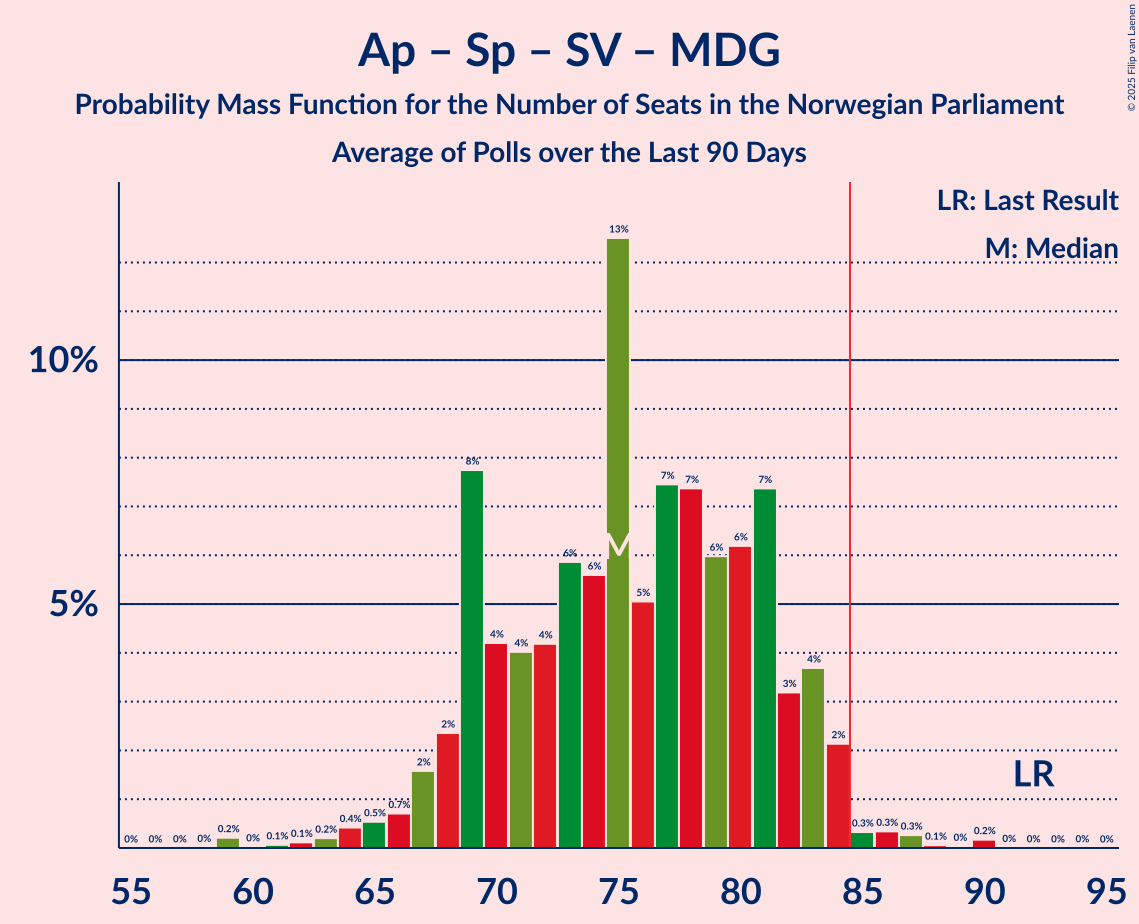 Ap – Sp – SV – MDG
Probability Mass Function for the Number of Seats in the Norwegian Parliament
Average of Polls over the Last 90 Days
© 2025 Filip van Laenen
LR: Last Result
M: Median
10%
5%
0% 0% 0% 0% 0.2% 0% 0.1% 0.1% 0.2% 0.4% 0.5% 0.7% 2% 2% 8% 4% 4% 4% 6% 6% 13% 5% 7% 7% 6% 6% 7% 3% 4% 2% 0.3% 0.3% 0.3% 0.1% 0% 0.2% 0% 0% 0% 0% 0%
M
LR
55 60 65 70 75 80 85 90 95